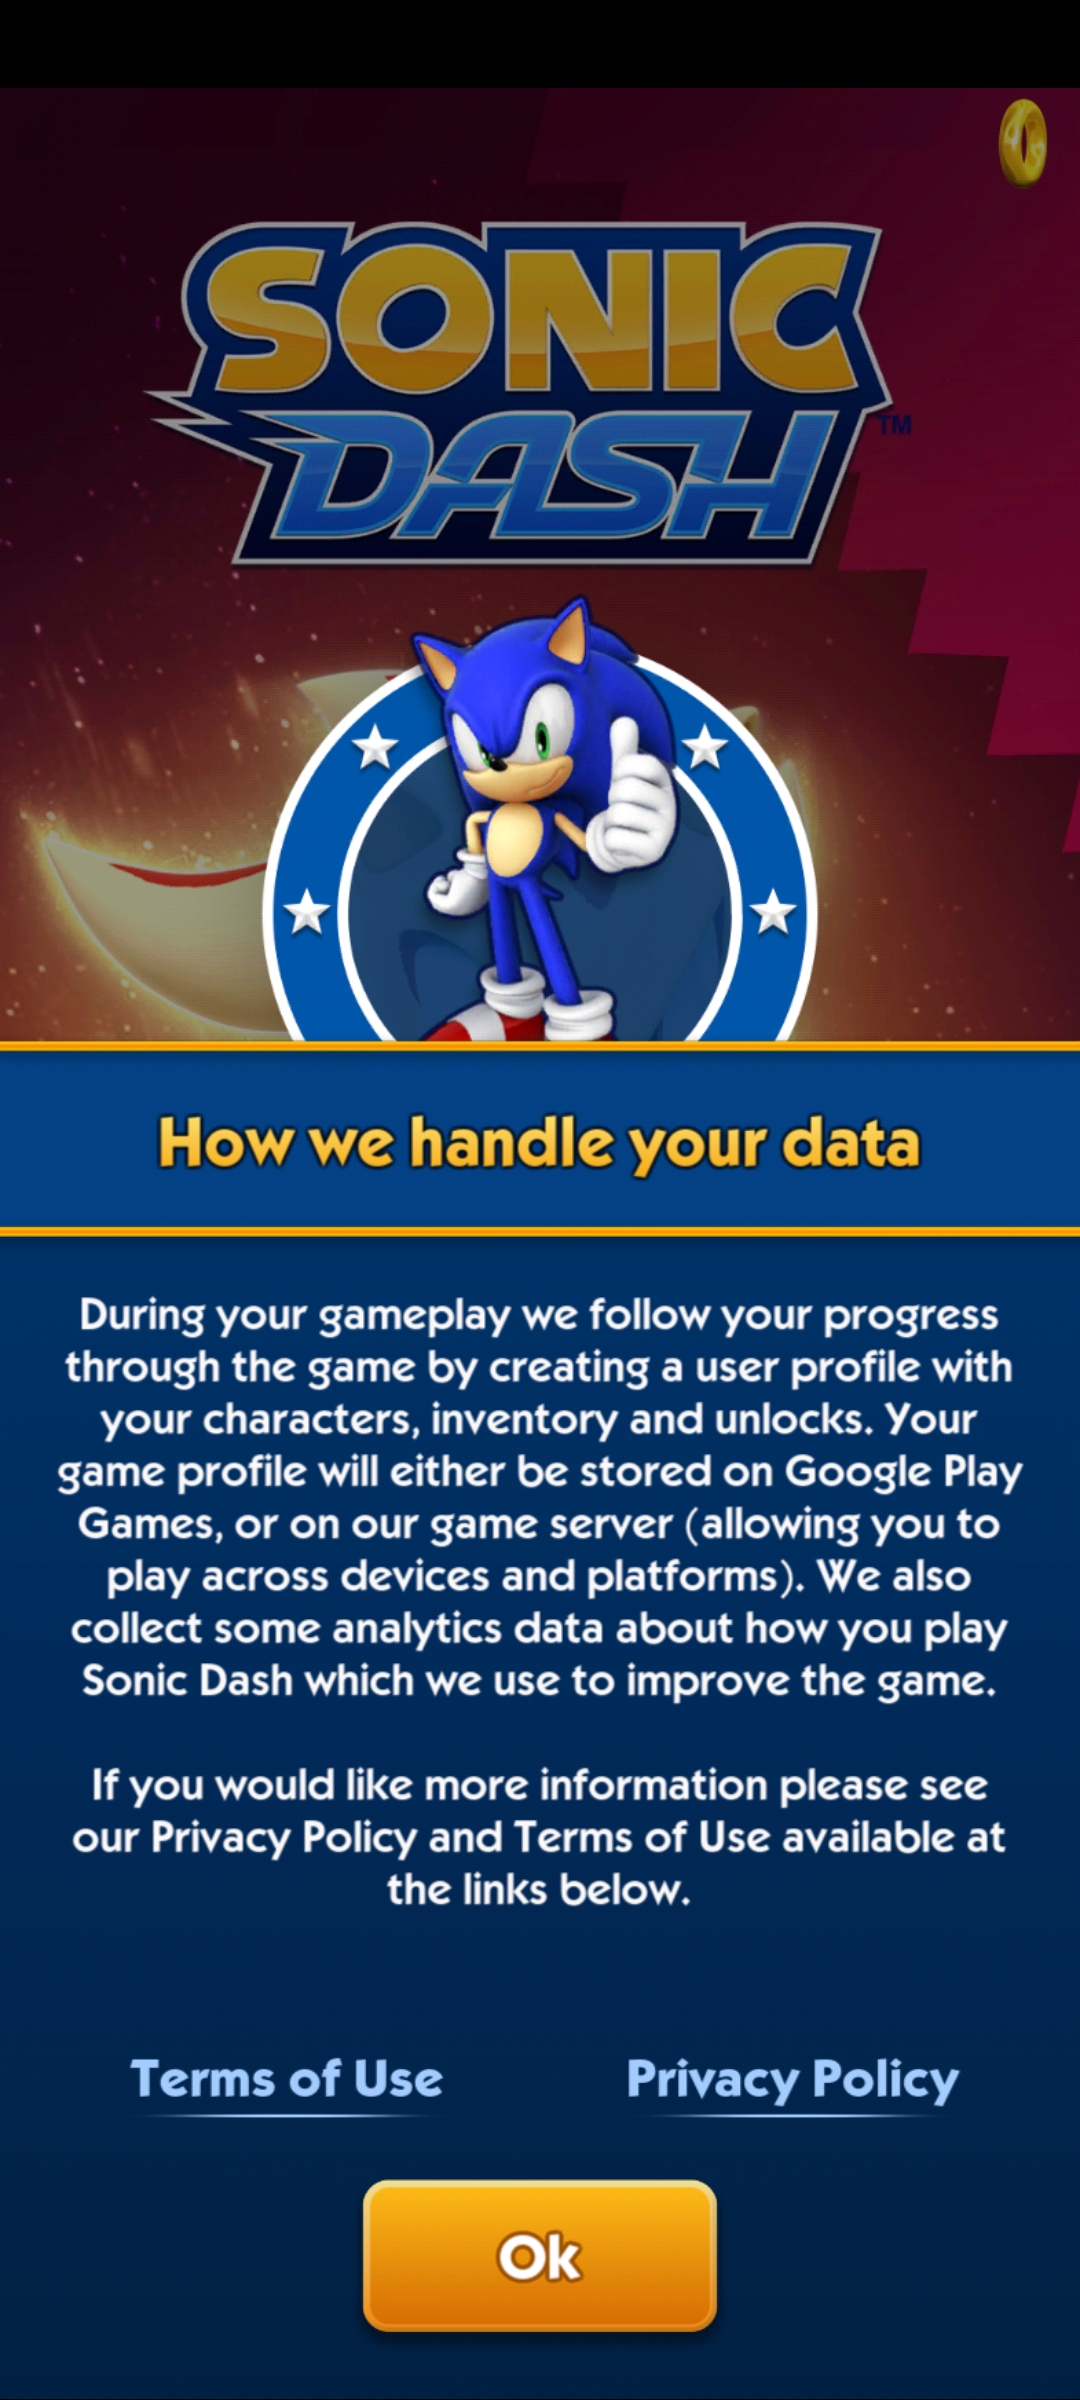 SONIC
DASH TM
How we handle your data
During your gameplay we follow your progress
through the game by creating a user profile with
your characters, inventory and unlocks. Your
game profile will either be stored on Google Play
Games, or on our game server (allowing you to
play across devices and platforms). We also
collect some analytics data about how you play
Sonic Dash which we use to improve the game.
If you would like more information please see
our Privacy Policy and Terms of Use available at
the links below.
Terms of Use
Privacy Policy
Ok